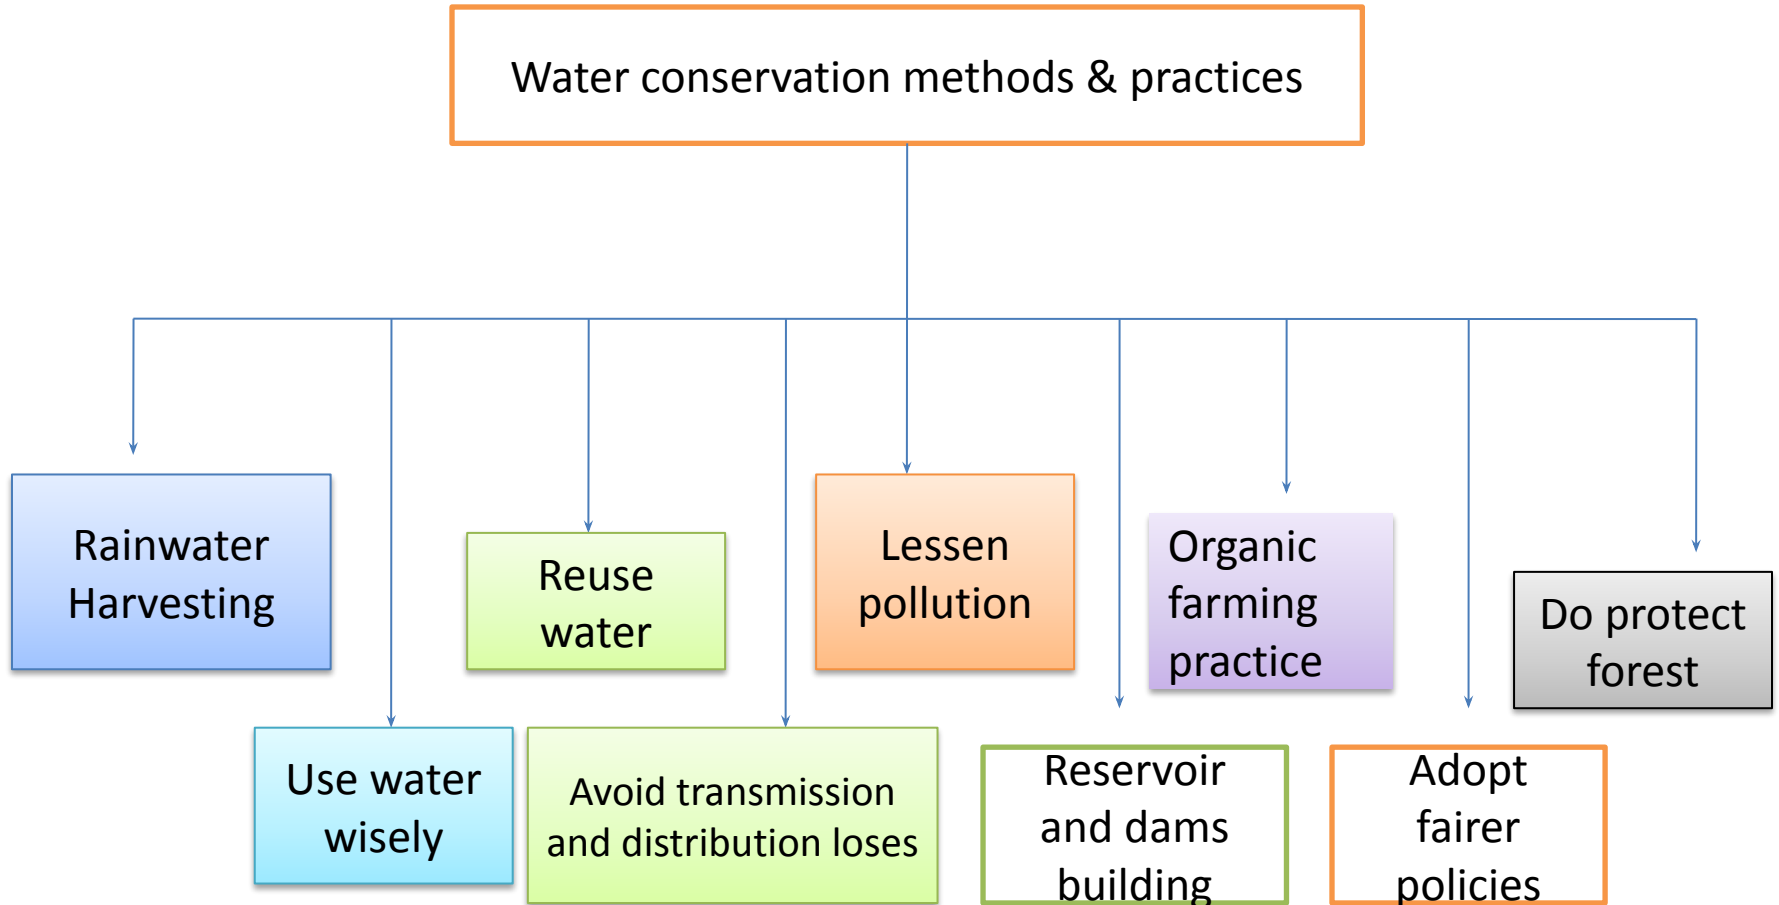 Water conservation methods & practices
Rainwater
Harvesting
Use water
wisely
Reuse
water
Avoid transmission
and distribution loses
Lessen
pollution
Reservoir
and dams
building
Organic
farming
practice
Adopt
fairer
policies
Do protect
forest